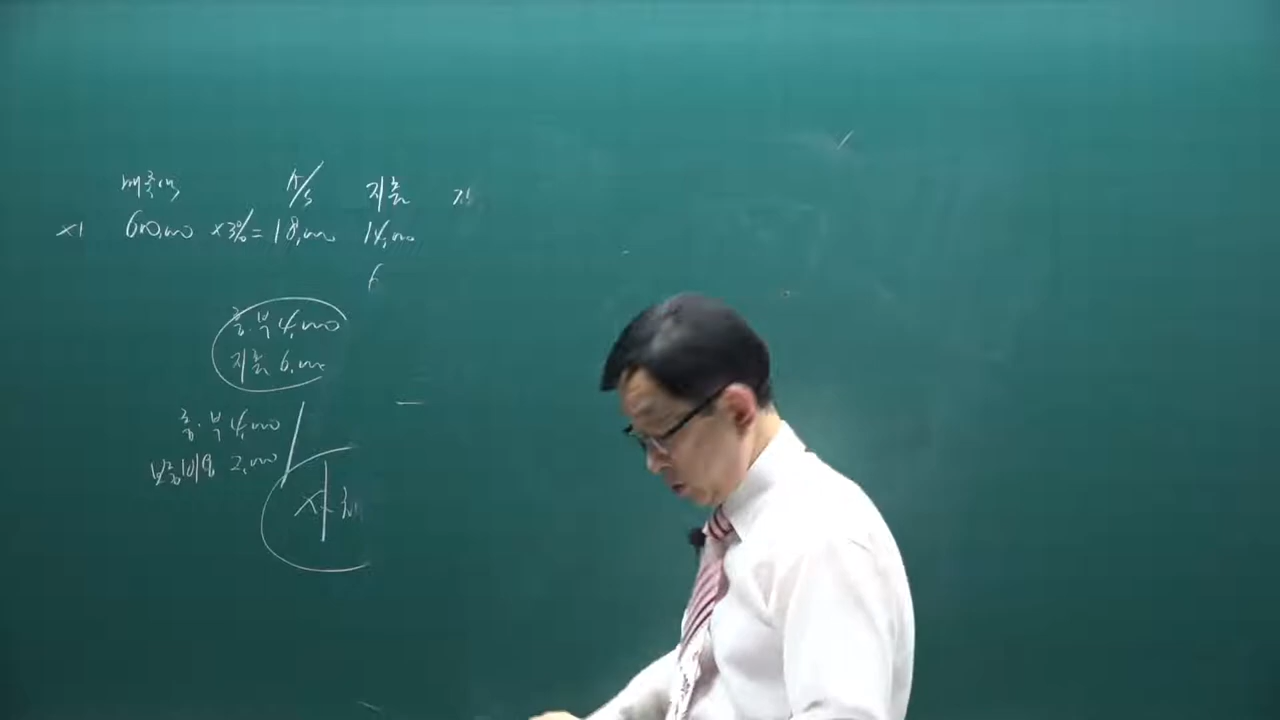 매출액 A/S 지출
×1 600,000 ×3%= 18,000 14,000
6
충.부 4,000
지출 6,000
충.부 4,000
보증비용 2,000